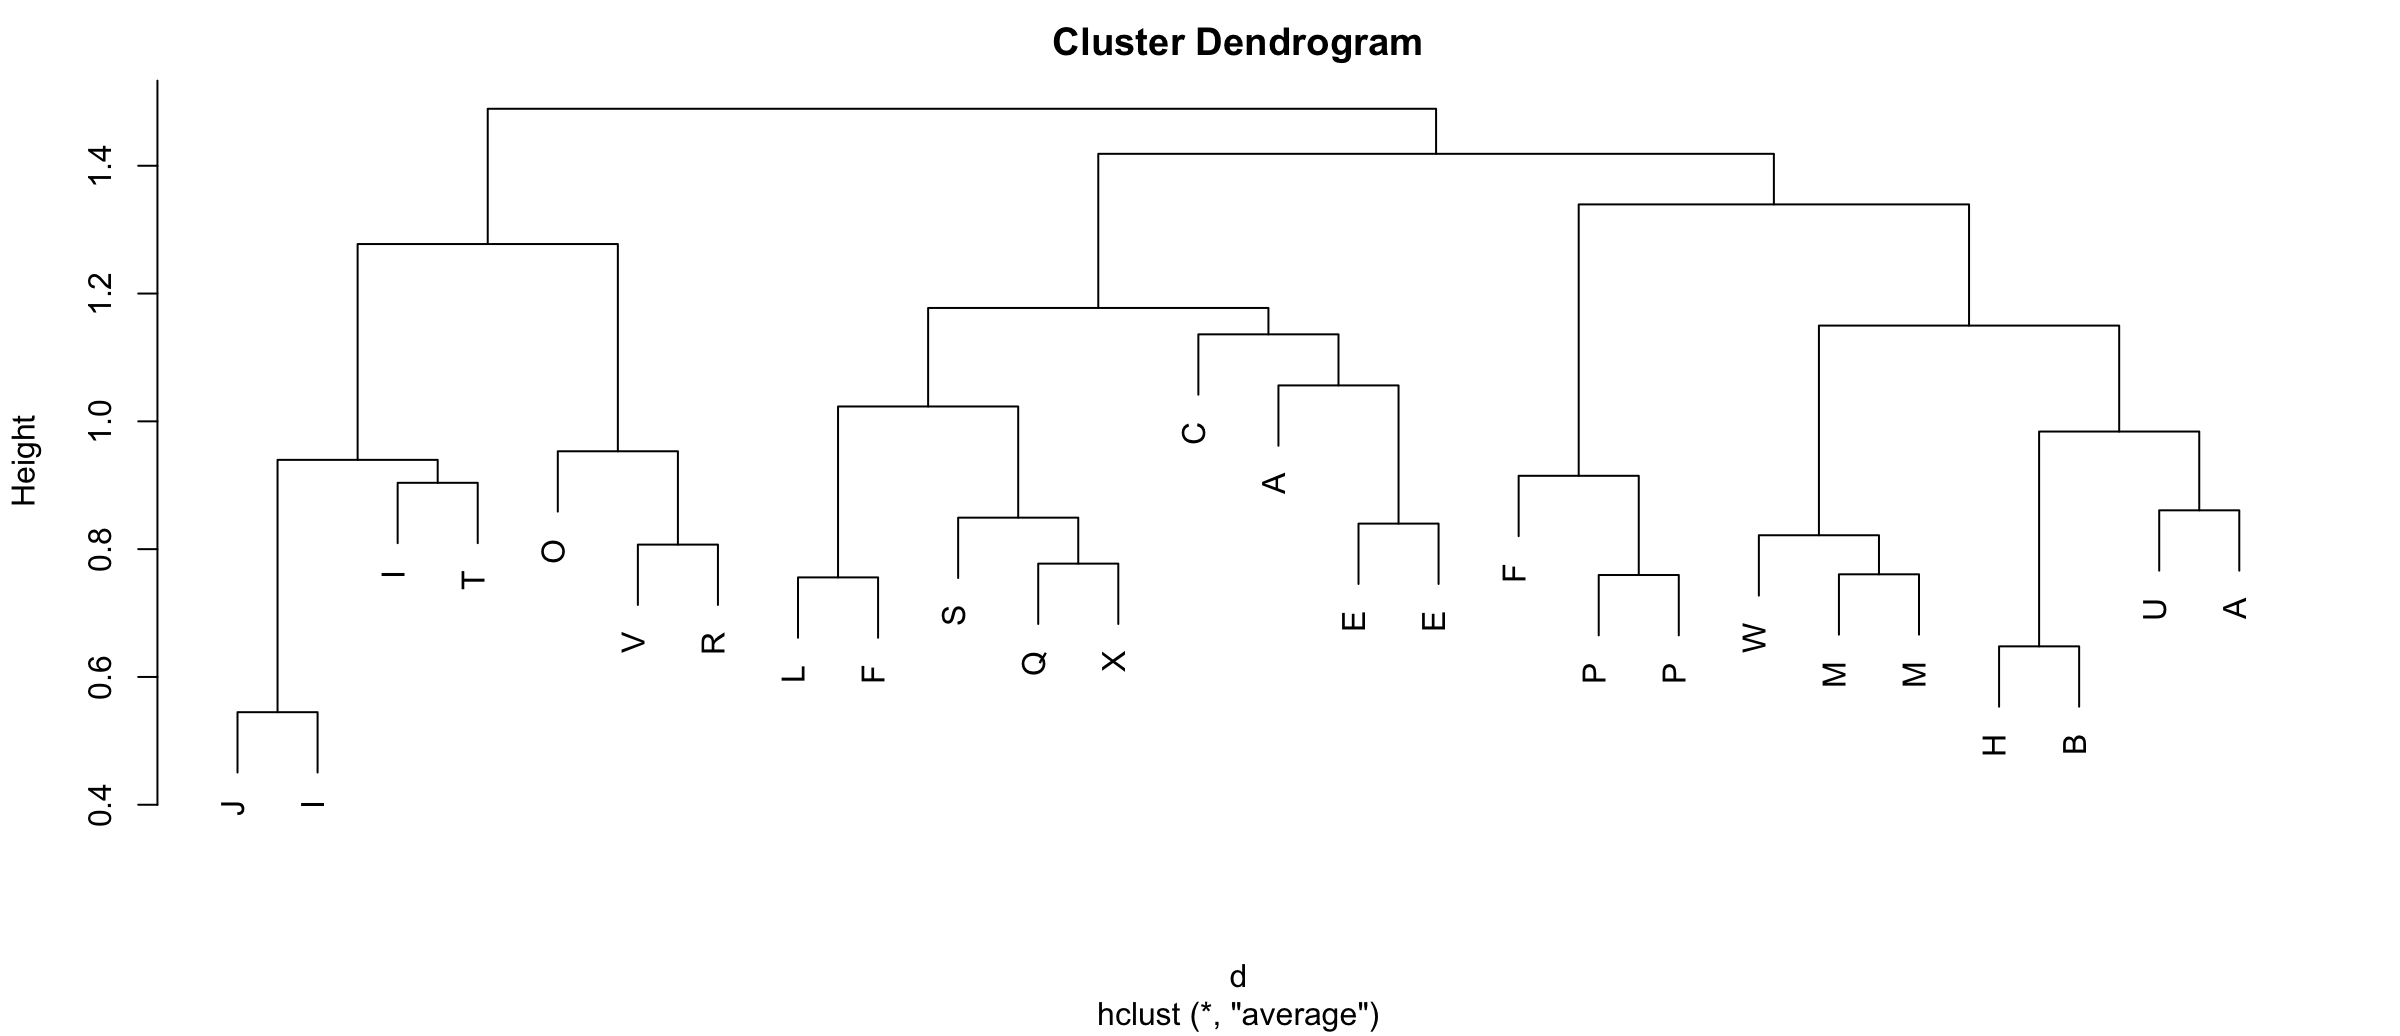 Cluster Dendrogram
Height
1.4
1.2
1.0
0.8
0.6
0.4
J
I
I
T
O
V
R
L
F
S
Q
X
C
A
E
E
F
P
P
W
M
M
H
B
U
A
d
hclust (*, "average")